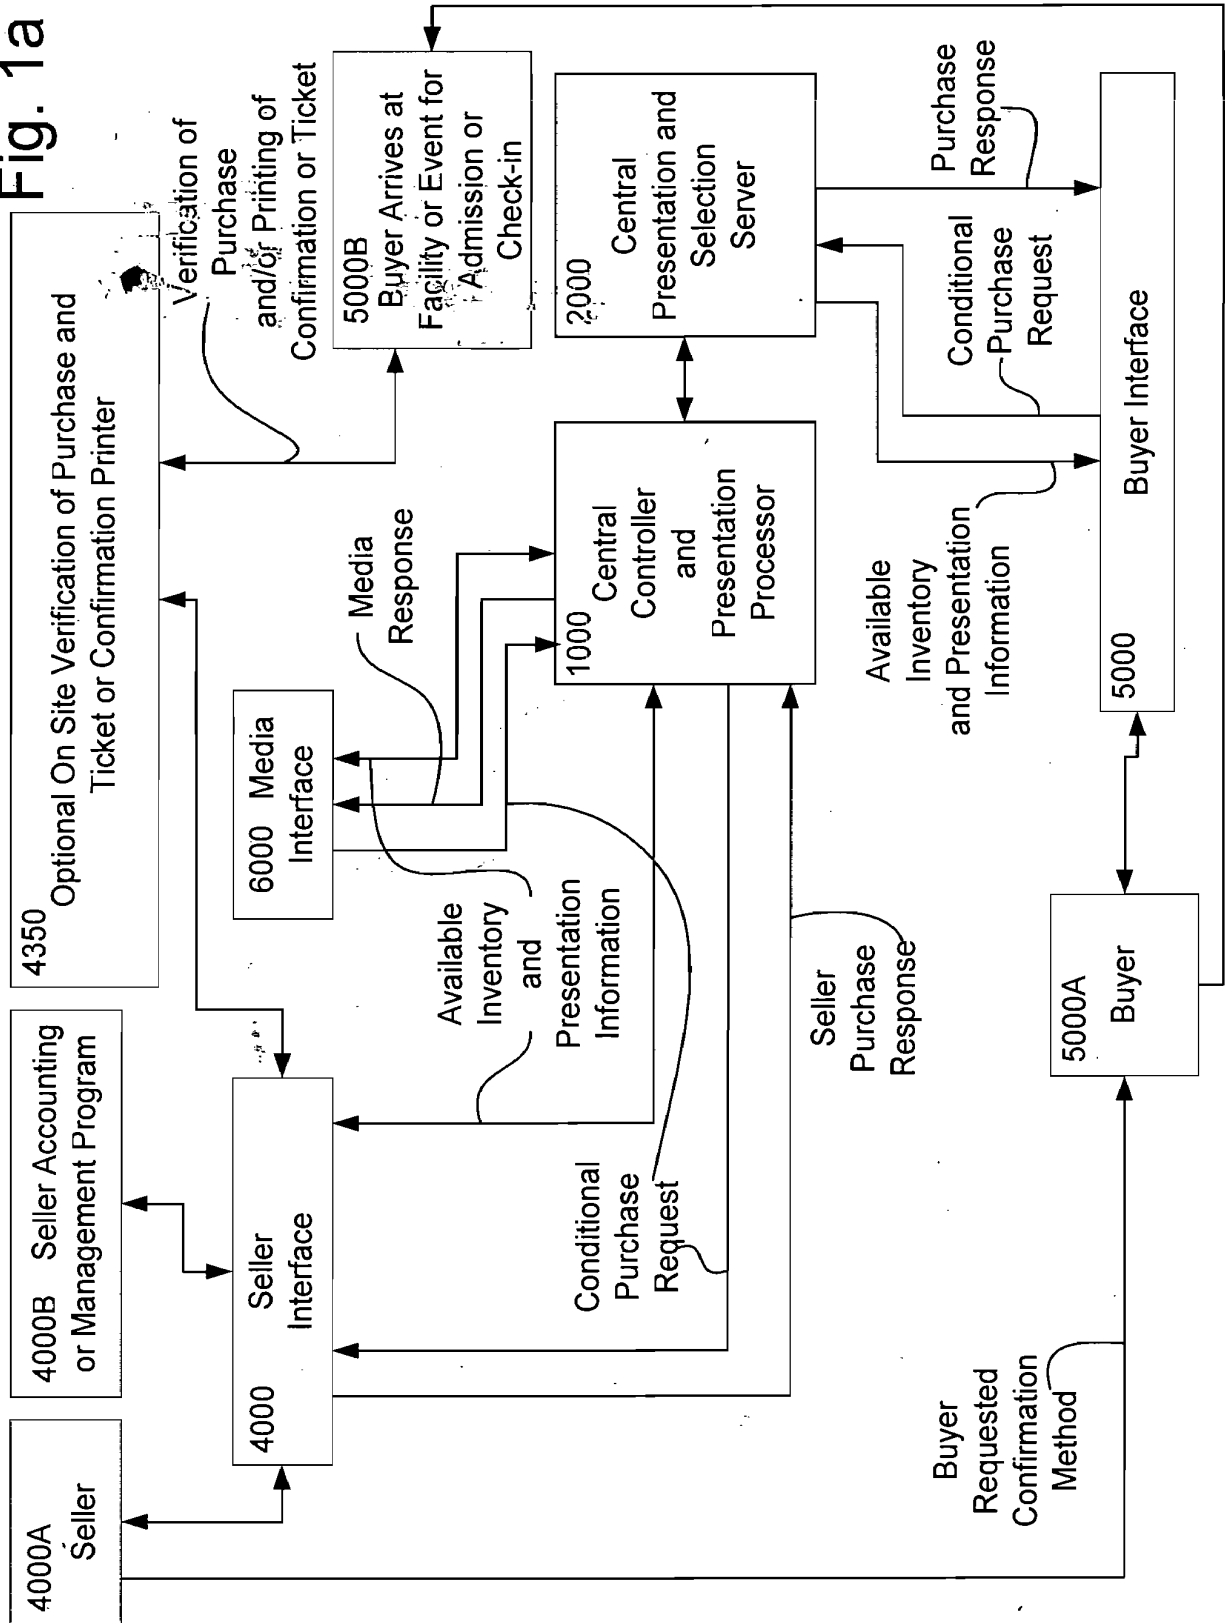 Fig. 1a
4000A
Seller
4000B Seller Accounting
or Management Program
4350
Optional On Site Verification of Purchase and
Ticket or Confirmation Printer
Verification of
Purchase
and/or Printing of
Confirmation or Ticket
4000
Seller
Interface
6000 Media
Interface
Media
Response
5000B
Buyer Arrives at
Facility or Event for
Admission or
Check-in
Available
Inventory
and
Presentation
Information
Conditional
Purchase
Request
1000
Central
Controller
and
Presentation
Processor
2000
Central
Presentation and
Selection
Server
Seller
Purchase
Response
Available
Inventory
and Presentation
Information
Conditional
Purchase
Request
Purchase
Response
Buyer
Requested
Confirmation
Method
5000A
Buyer
5000
Buyer Interface